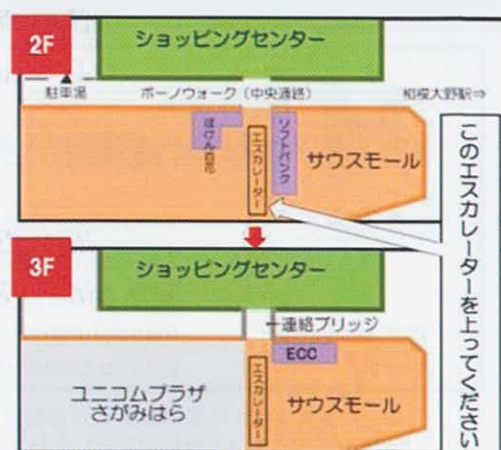 2F
ショッピングセンター
駐車場
ボーノウォーク（中央通路）
相模大野駅⇒
ほけん百花
エスカレーター
ソフトバンク
サウスモール
このエスカレーターを上ってください
3F
ショッピングセンター
←連絡ブリッジ
ECC
エスカレーター
ユニコムプラザ
さがみはら
サウスモール